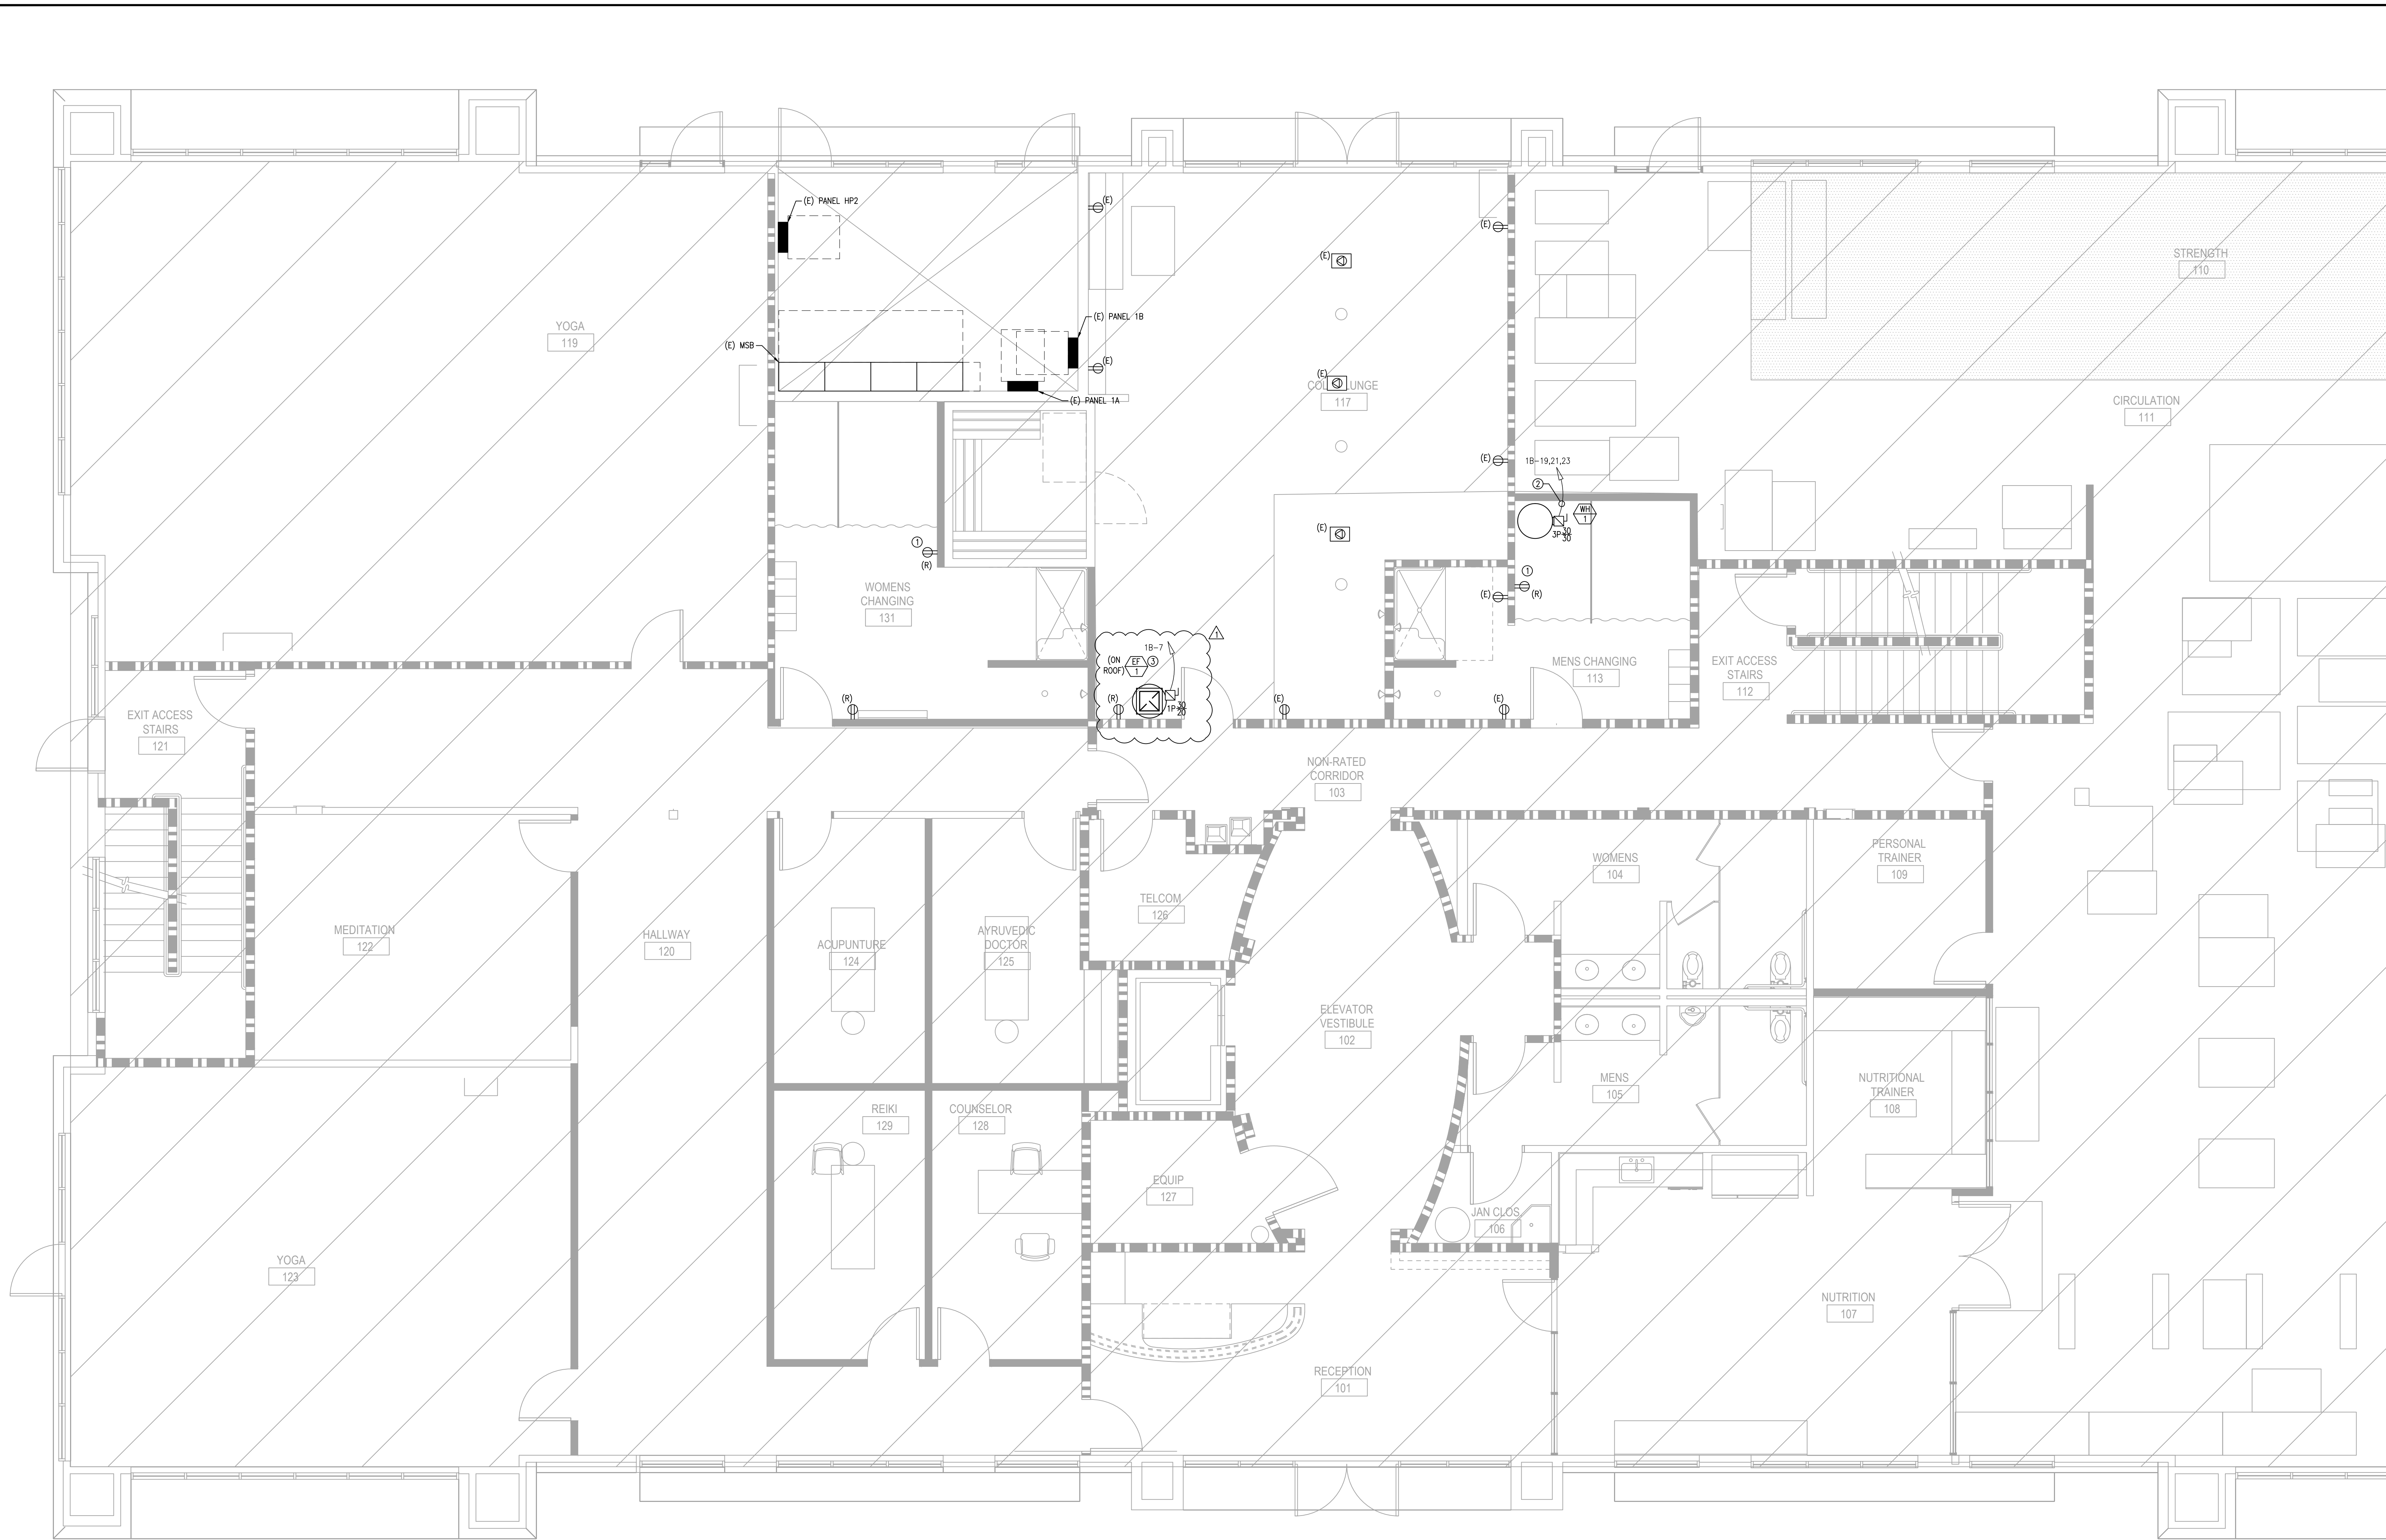 (E) PANEL HP2
(E)
(E)
(E)
STRENGTH
110
(E) PANEL 1B
YOGA
119
(E) MSB
(E)
(E)
117
(E) PANEL 1A
CIRCULATION
111
(E)
1B-19,21,23
2
WH
1
(E)
3P
30
30
1
(R)
1
(E)
(R)
WOMENS
CHANGING
131
1
1B-7
(ON
ROOF)
EF
1
3
MENS CHANGING
113
EXIT ACCESS
STAIRS
112
(R)
(R)
1P
30
20
(E)
(E)
EXIT ACCESS
STAIRS
121
NON-RATED
CORRIDOR
103
WOMENS
104
PERSONAL
TRAINER
109
TELCOM
126
MEDITATION
122
HALLWAY
120
ACUPUNTURE
124
AYRUVEDIC
DOCTOR
125
ELEVATOR
VESTIBULE
102
MENS
105
NUTRITIONAL
TRAINER
108
REIKI
129
COUNSELOR
128
EQUIP
127
JAN CLOS.
106
YOGA
123
NUTRITION
107
RECEPTION
101